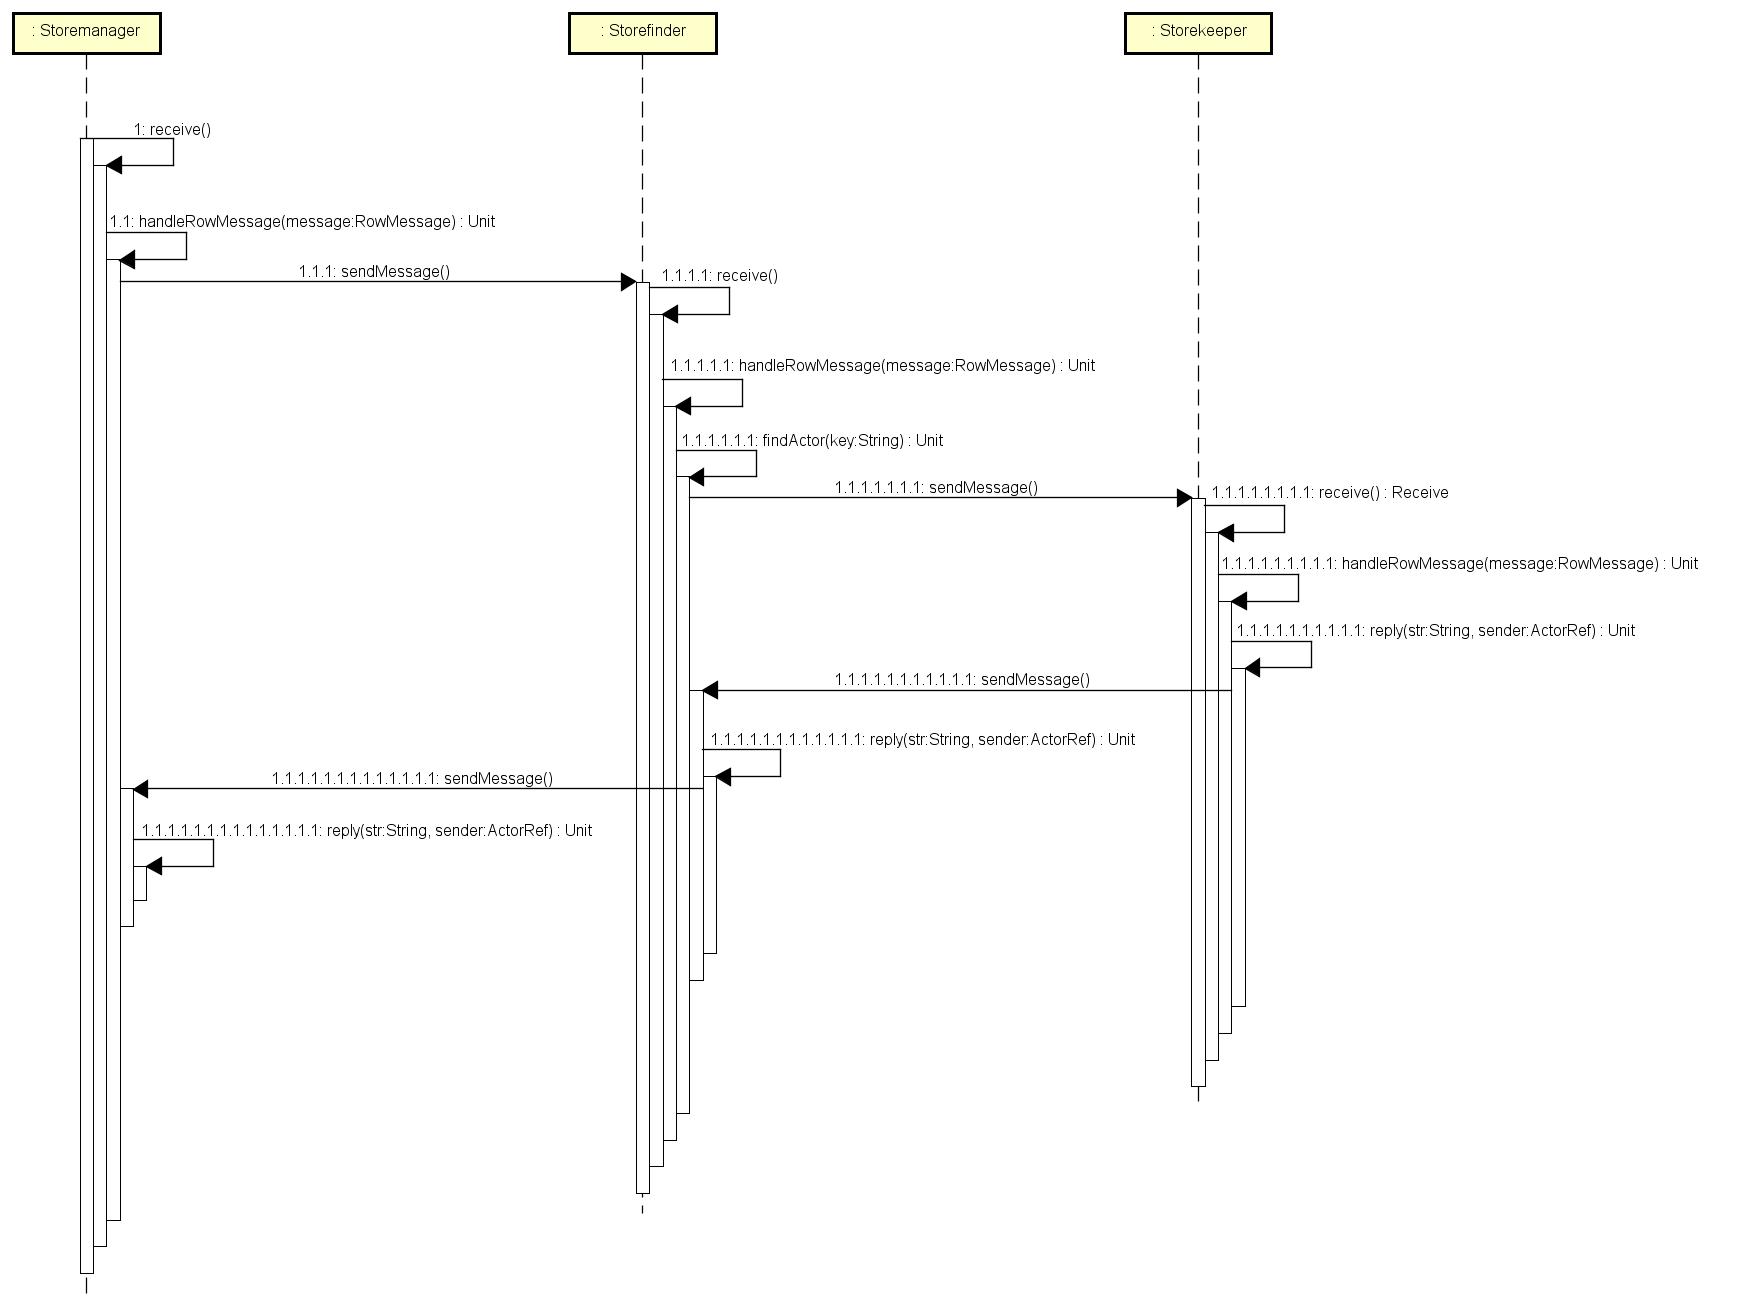 : Storemanager
: Storefinder
: Storekeeper
1: receive()
1.1: handleRowMessage(message:RowMessage) : Unit
1.1.1: sendMessage()
1.1.1.1: receive()
1.1.1.1.1: handleRowMessage(message:RowMessage) : Unit
1.1.1.1.1.1: findActor(key:String) : Unit
1.1.1.1.1.1.1: sendMessage()
1.1.1.1.1.1.1.1: receive() : Receive
1.1.1.1.1.1.1.1.1: handleRowMessage(message:RowMessage) : Unit
1.1.1.1.1.1.1.1.1.1: reply(str:String, sender:ActorRef) : Unit
1.1.1.1.1.1.1.1.1.1.1: sendMessage()
1.1.1.1.1.1.1.1.1.1.1.1: reply(str:String, sender:ActorRef) : Unit
1.1.1.1.1.1.1.1.1.1.1.1.1: sendMessage()
1.1.1.1.1.1.1.1.1.1.1.1.1.1: reply(str:String, sender:ActorRef) : Unit